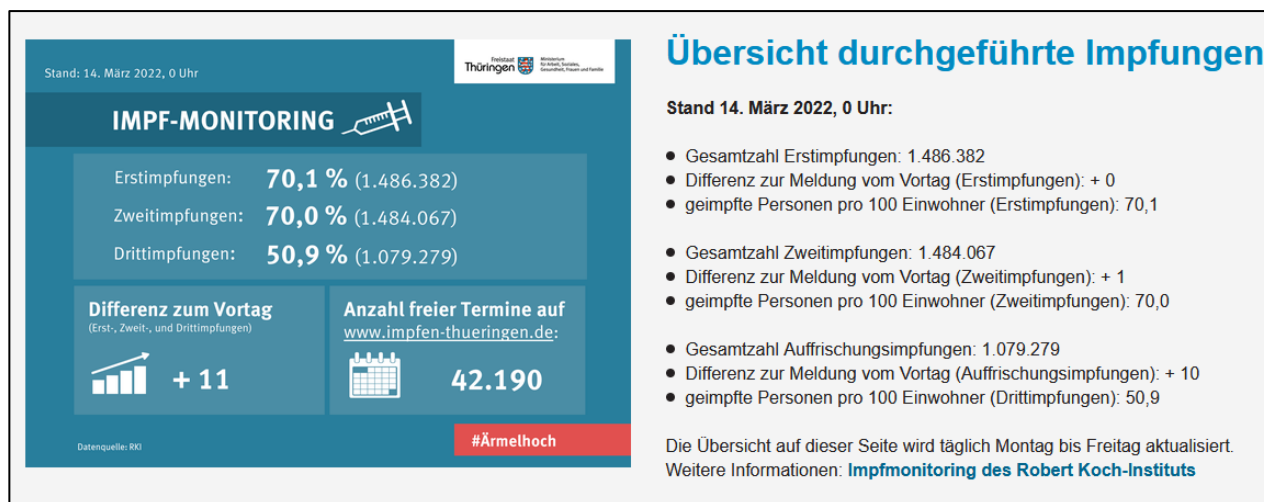 Stand: 14. März 2022, 0 Uhr
Freistaat
Thüringen
Ministerium
für Arbeit, Soziales,
Gesundheit, Frauen und Familie
IMPF-MONITORING
Erstimpfungen: 70,1 % (1.486.382)
Zweitimpfungen: 70,0 % (1.484.067)
Drittimpfungen: 50,9 % (1.079.279)
Differenz zum Vortag
(Erst-, Zweit-, und Drittimpfungen)
+ 11
Anzahl freier Termine auf
www.impfen-thueringen.de:
42.190
Datenquelle: RKI
#Ärmelhoch
Übersicht durchgeführte Impfungen
Stand 14. März 2022, 0 Uhr:
Gesamtzahl Erstimpfungen: 1.486.382
Differenz zur Meldung vom Vortag (Erstimpfungen): + 0
geimpfte Personen pro 100 Einwohner (Erstimpfungen): 70,1
Gesamtzahl Zweitimpfungen: 1.484.067
Differenz zur Meldung vom Vortag (Zweitimpfungen): + 1
geimpfte Personen pro 100 Einwohner (Zweitimpfungen): 70,0
Gesamtzahl Auffrischungsimpfungen: 1.079.279
Differenz zur Meldung vom Vortag (Auffrischungsimpfungen): + 10
geimpfte Personen pro 100 Einwohner (Drittimpfungen): 50,9
Die Übersicht auf dieser Seite wird täglich Montag bis Freitag aktualisiert.
Weitere Informationen: Impfmonitoring des Robert Koch-Instituts